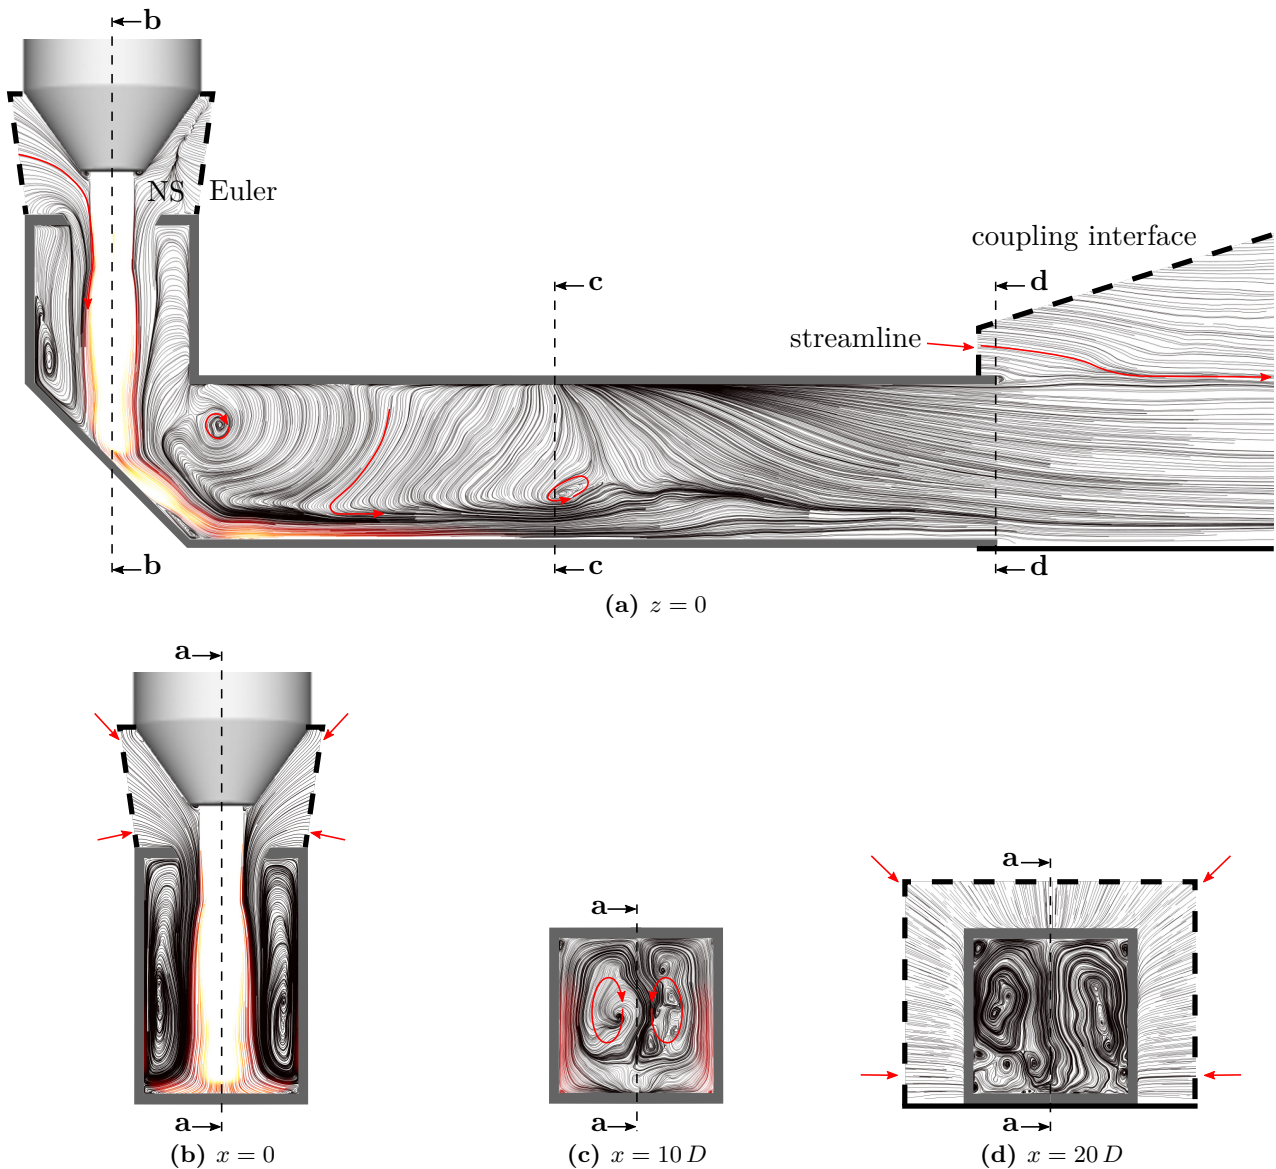 b
NS Euler
coupling interface
c
d
streamline
b
c
d
(a) z = 0
a
a
a
a
a
a
(b) x = 0
(c) x = 10 D
(d) x = 20 D